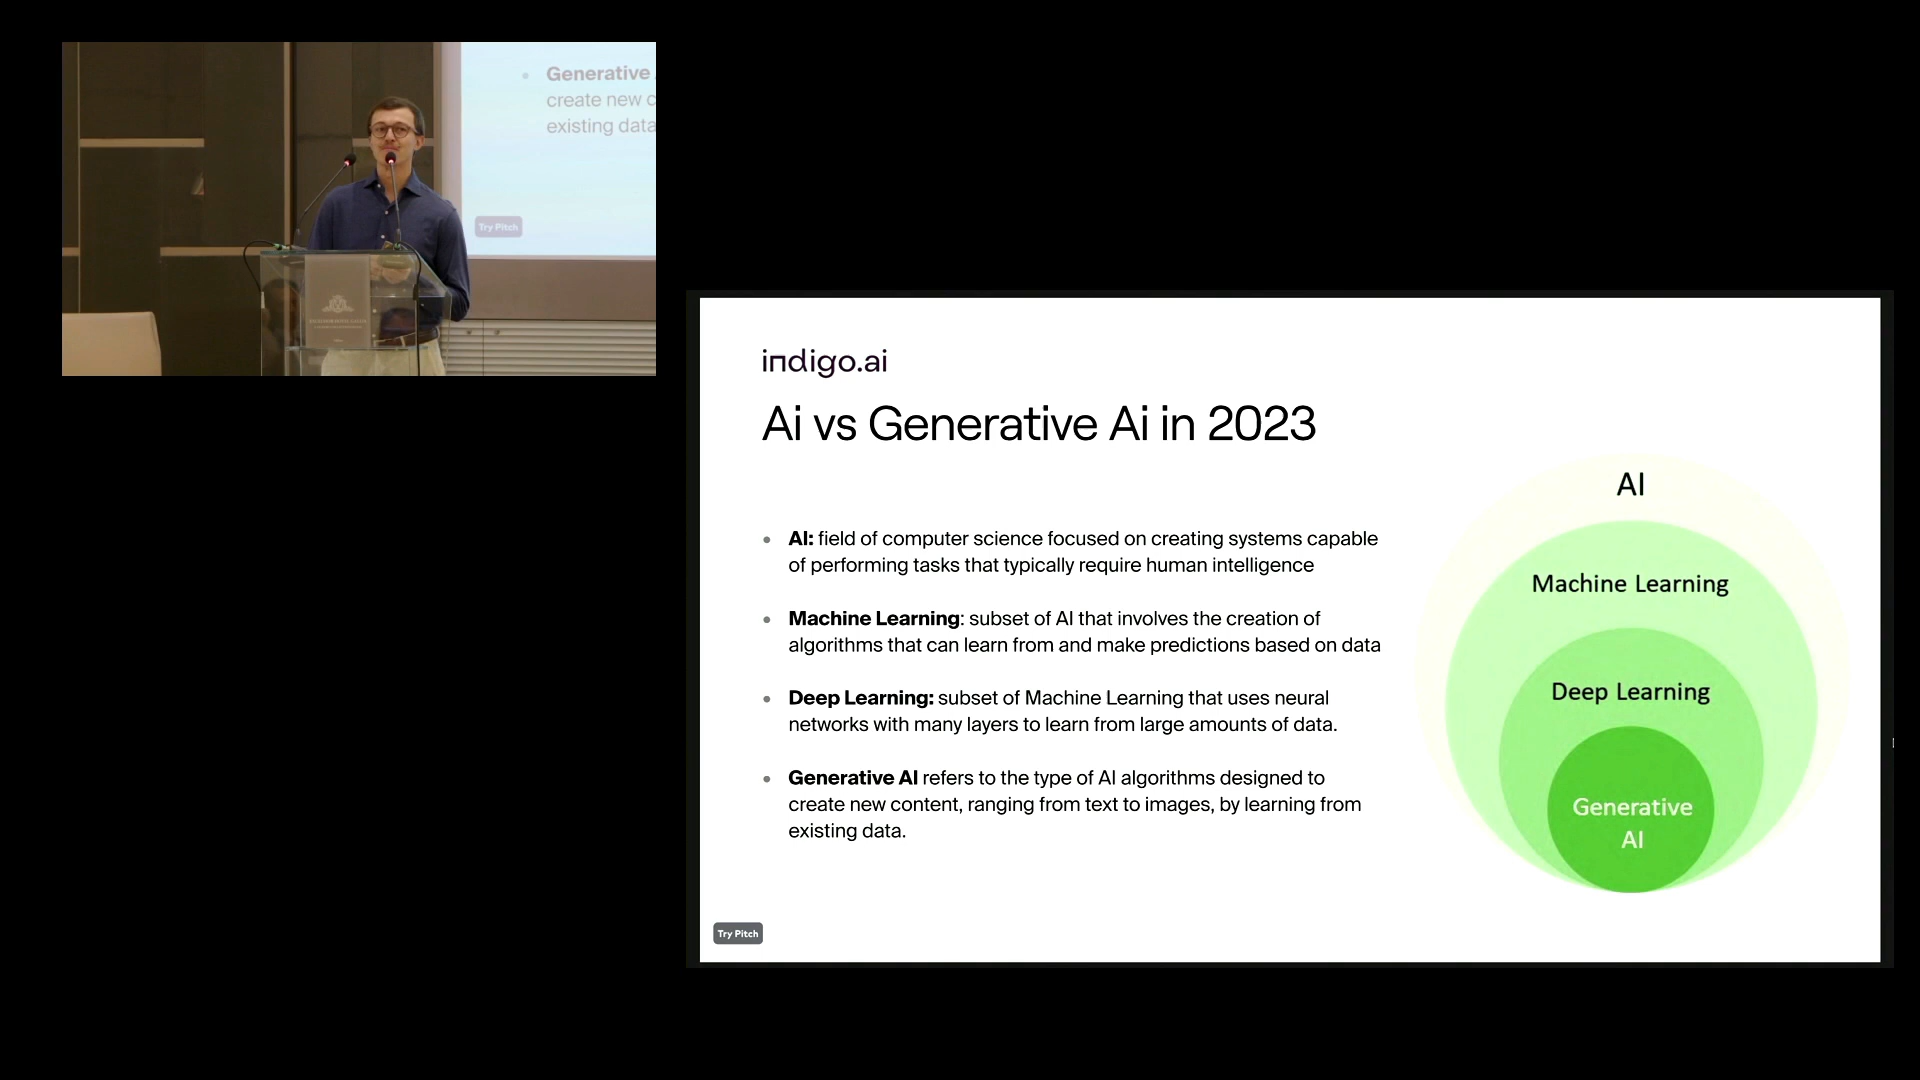 Generative
create new c
existing data
Try Pitch
indigo.ai
Ai vs Generative Ai in 2023
• AI: field of computer science focused on creating systems capable
of performing tasks that typically require human intelligence
• Machine Learning: subset of AI that involves the creation of
algorithms that can learn from and make predictions based on data
• Deep Learning: subset of Machine Learning that uses neural
networks with many layers to learn from large amounts of data.
• Generative AI refers to the type of AI algorithms designed to
create new content, ranging from text to images, by learning from
existing data.
AI
Machine Learning
Deep Learning
Generative
AI
Try Pitch